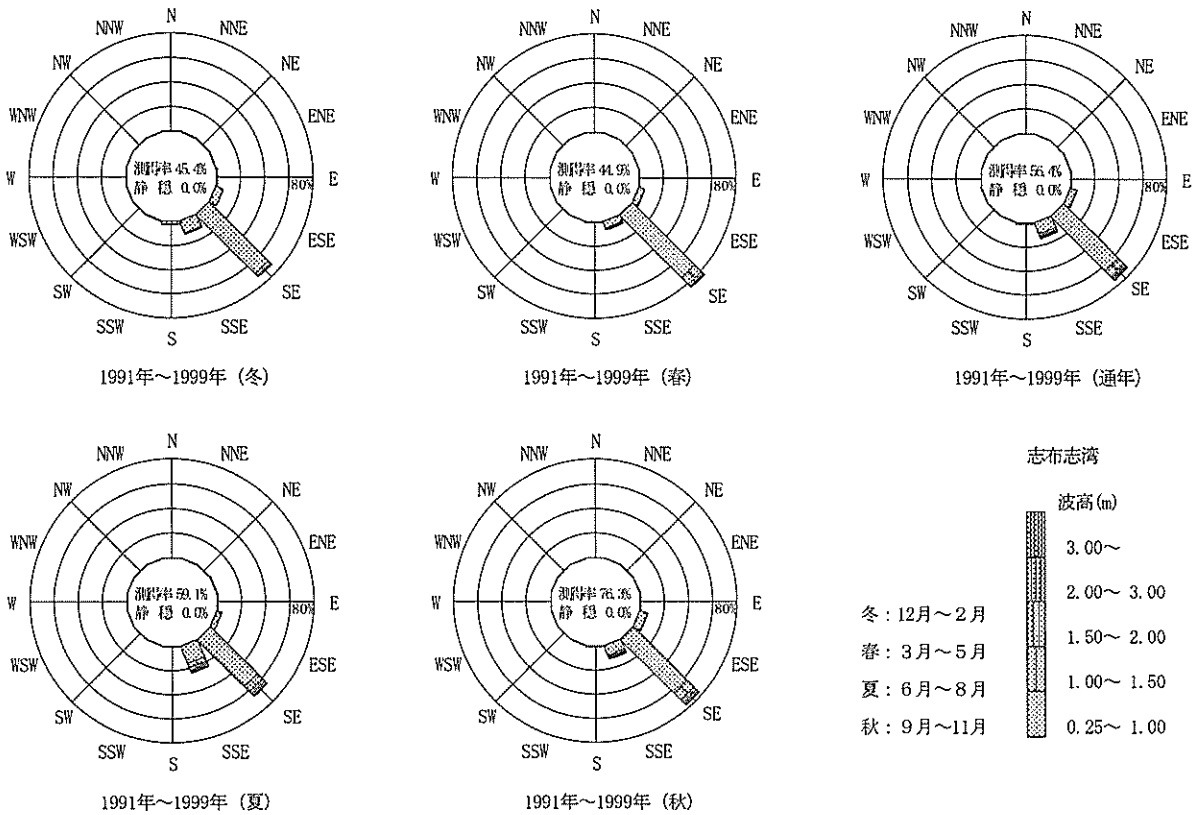 N
NNW NNE
NW NE
WNW ENE
測得率 45.4%
静穏 0.0%
W 80% E
WSW ESE
SW SE
SSW SSE
S
1991年～1999年 (冬)
N
NNW NNE
NW NE
WNW ENE
測得率 44.9%
静穏 0.0%
W 80% E
WSW ESE
SW SE
SSW SSE
S
1991年～1999年 (春)
N
NNW NNE
NW NE
WNW ENE
測得率 56.4%
静穏 0.0%
W 80% E
WSW ESE
SW SE
SSW SSE
S
1991年～1999年 (通年)
N
NNW NNE
NW NE
WNW ENE
測得率 59.1%
静穏 0.0%
W 80% E
WSW ESE
SW SE
SSW SSE
S
1991年～1999年 (夏)
N
NNW NNE
NW NE
WNW ENE
測得率 76.3%
静穏 0.0%
W 80% E
WSW ESE
SW SE
SSW SSE
S
1991年～1999年 (秋)
冬：12月～2月
春：3月～5月
夏：6月～8月
秋：9月～11月
志布志湾
波高(m)
3.00～
2.00～ 3.00
1.50～ 2.00
1.00～ 1.50
0.25～ 1.00